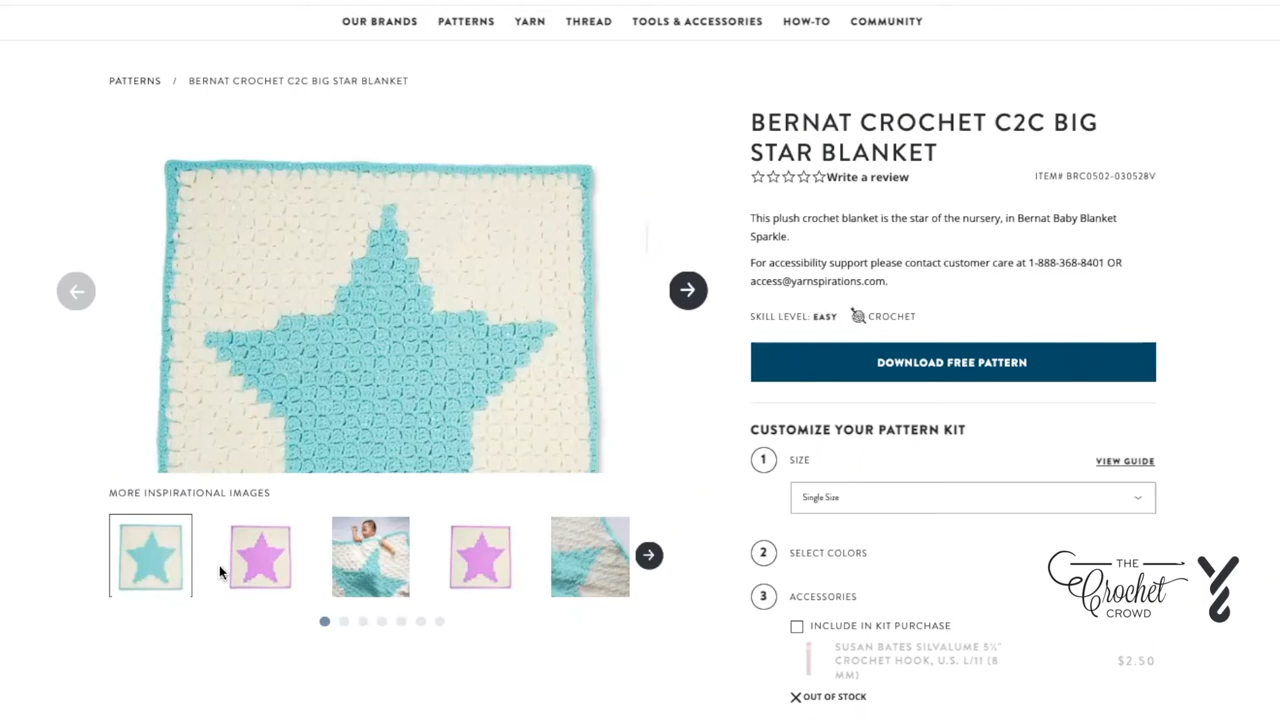 OUR BRANDS PATTERNS YARN THREAD TOOLS & ACCESSORIES HOW-TO COMMUNITY
PATTERNS / BERNAT CROCHET C2C BIG STAR BLANKET
BERNAT CROCHET C2C BIG
STAR BLANKET
Write a review ITEM# BRC0502-030528V
This plush crochet blanket is the star of the nursery, in Bernat Baby Blanket
Sparkle.
For accessibility support please contact customer care at 1-888-368-8401 OR
access@yarnspirations.com.
SKILL LEVEL: EASY CROCHET
DOWNLOAD FREE PATTERN
CUSTOMIZE YOUR PATTERN KIT
1 SIZE VIEW GUIDE
Single Size
MORE INSPIRATIONAL IMAGES
2 SELECT COLORS
3 ACCESSORIES
INCLUDE IN KIT PURCHASE
SUSAN BATES SILVALUME 5½"
CROCHET HOOK, U.S. L/11 (8
MM)
$2.50
OUT OF STOCK
THE
Crochet
CROWD